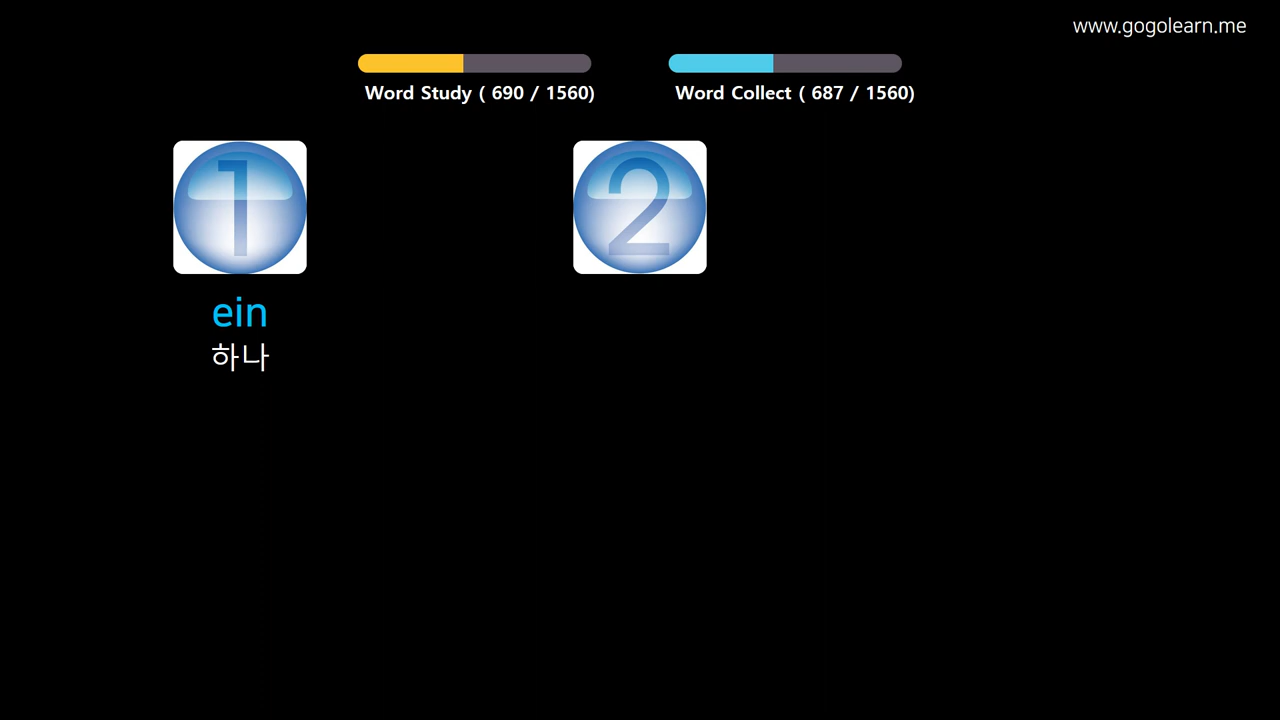 www.gogolearn.me
Word Study ( 690 / 1560)
Word Collect ( 687 / 1560)
1
2
ein
하나